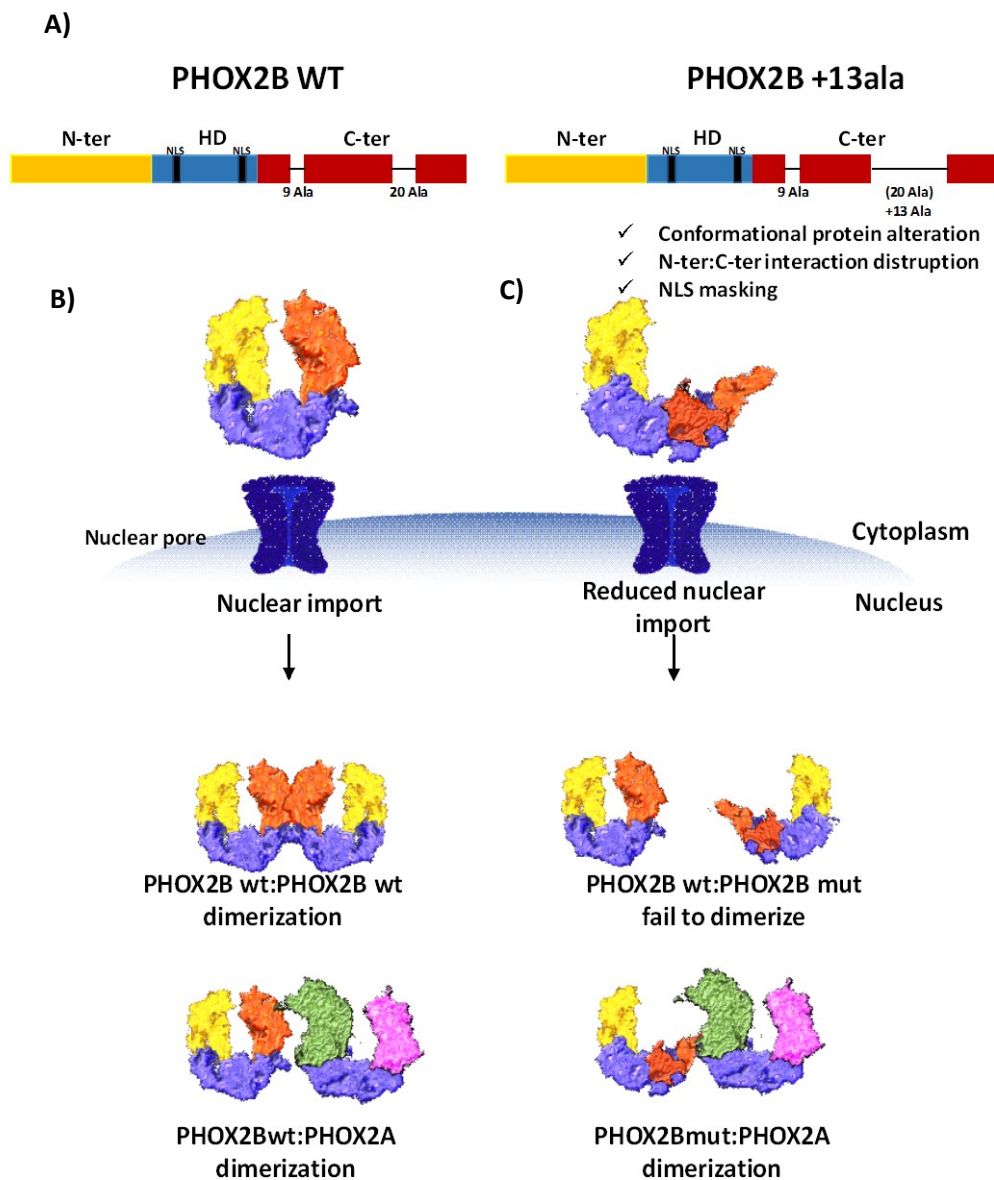 A)
PHOX2B WT
PHOX2B +13ala
N-ter
HD
C-ter
NLS
NLS
9 Ala
20 Ala
N-ter
HD
C-ter
NLS
NLS
9 Ala
(20 Ala)
+13 Ala
✓ Conformational protein alteration
✓ N-ter:C-ter interaction distruption
✓ NLS masking
B)
C)
Nuclear pore
Cytoplasm
Nucleus
Nuclear import
Reduced nuclear
import
PHOX2B wt:PHOX2B wt
dimerization
PHOX2B wt:PHOX2B mut
fail to dimerize
PHOX2Bwt:PHOX2A
dimerization
PHOX2Bmut:PHOX2A
dimerization